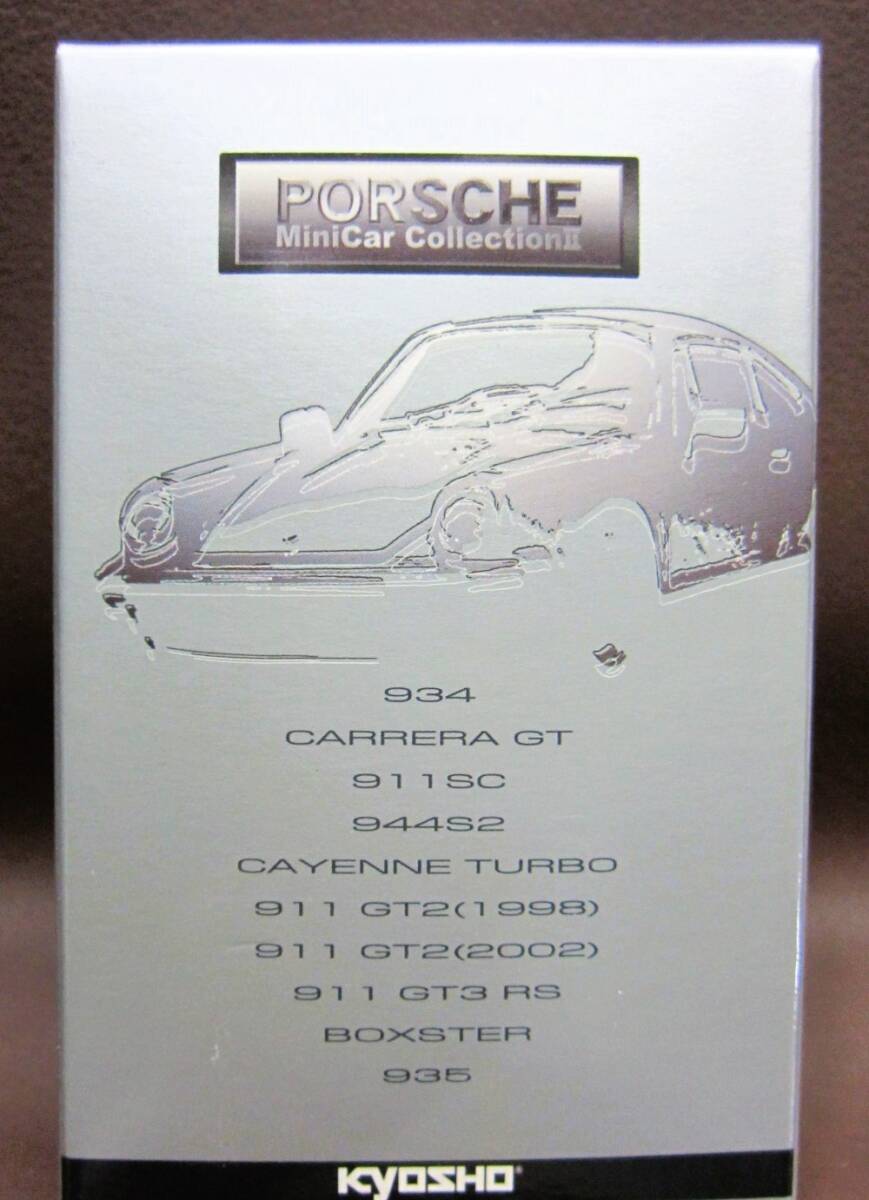 PORSCHE
MiniCar CollectionII
934
CARRERA GT
911SC
944S2
CAYENNE TURBO
911 GT2(1998)
911 GT2(2002)
911 GT3 RS
BOXSTER
935
KYOSHO